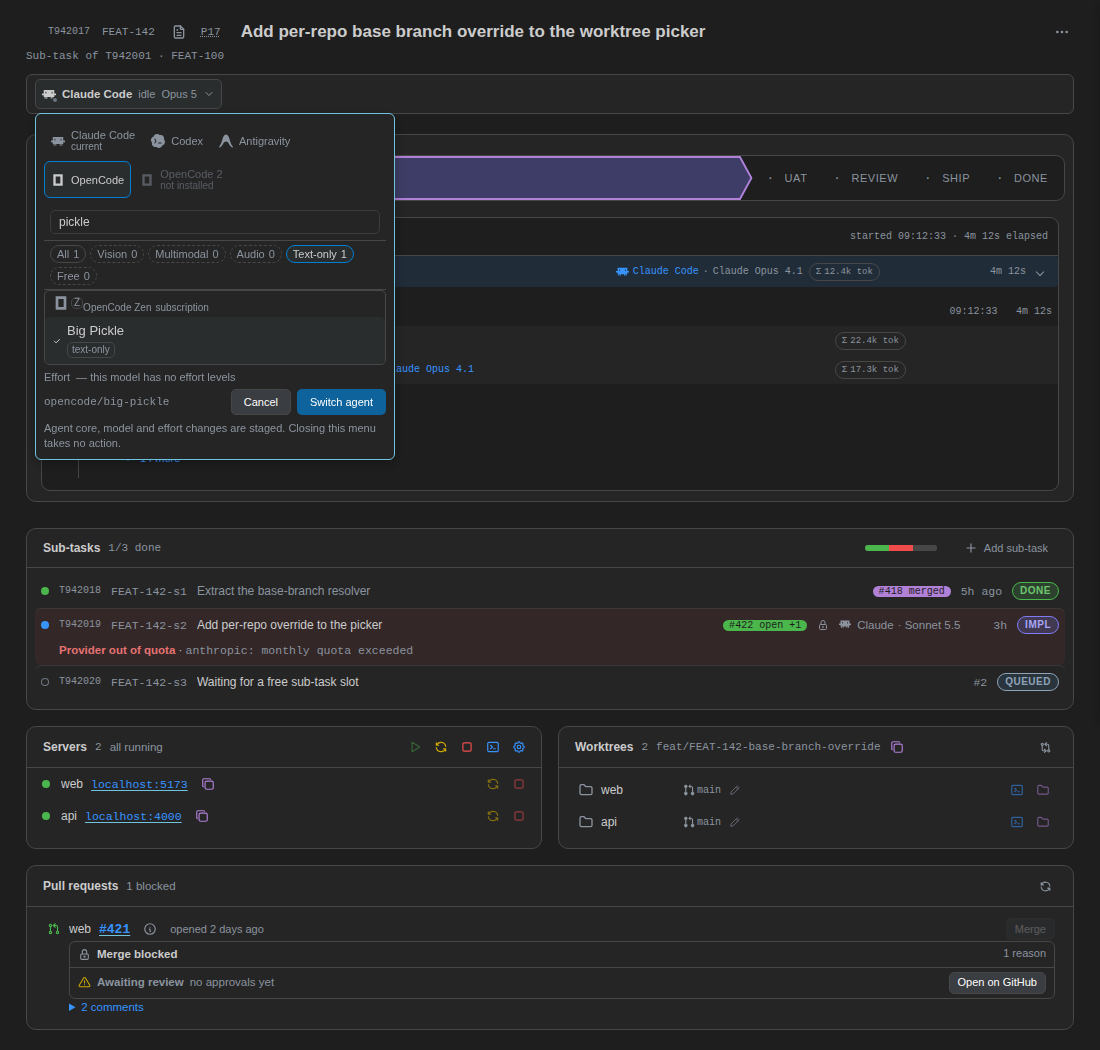 T942017 FEAT-142 P17 Add per-repo base branch override to the worktree picker
Sub-task of T942001 · FEAT-100
Claude Code idle Opus 5
Claude Code
current
Codex
Antigravity
OpenCode
OpenCode 2
not installed
pickle
All 1 Vision 0 Multimodal 0 Audio 0 Text-only 1
Free 0
Z OpenCode Zen subscription
Big Pickle
text-only
Effort — this model has no effort levels
opencode/big-pickle Cancel Switch agent
Agent core, model and effort changes are staged. Closing this menu
takes no action.
· UAT · REVIEW · SHIP · DONE
started 09:12:33 · 4m 12s elapsed
Claude Code · Claude Opus 4.1 Σ 12.4k tok 4m 12s
09:12:33 4m 12s
Σ 22.4k tok
aude Opus 4.1 Σ 17.3k tok
Sub-tasks 1/3 done Add sub-task
T942018 FEAT-142-s1 Extract the base-branch resolver #418 merged 5h ago DONE
T942019 FEAT-142-s2 Add per-repo override to the picker #422 open +1 Claude · Sonnet 5.5 3h IMPL
Provider out of quota · anthropic: monthly quota exceeded
T942020 FEAT-142-s3 Waiting for a free sub-task slot #2 QUEUED
Servers 2 all running
web localhost:5173
api localhost:4000
Worktrees 2 feat/FEAT-142-base-branch-override
web main
api main
Pull requests 1 blocked
web #421 opened 2 days ago Merge
Merge blocked 1 reason
Awaiting review no approvals yet Open on GitHub
2 comments